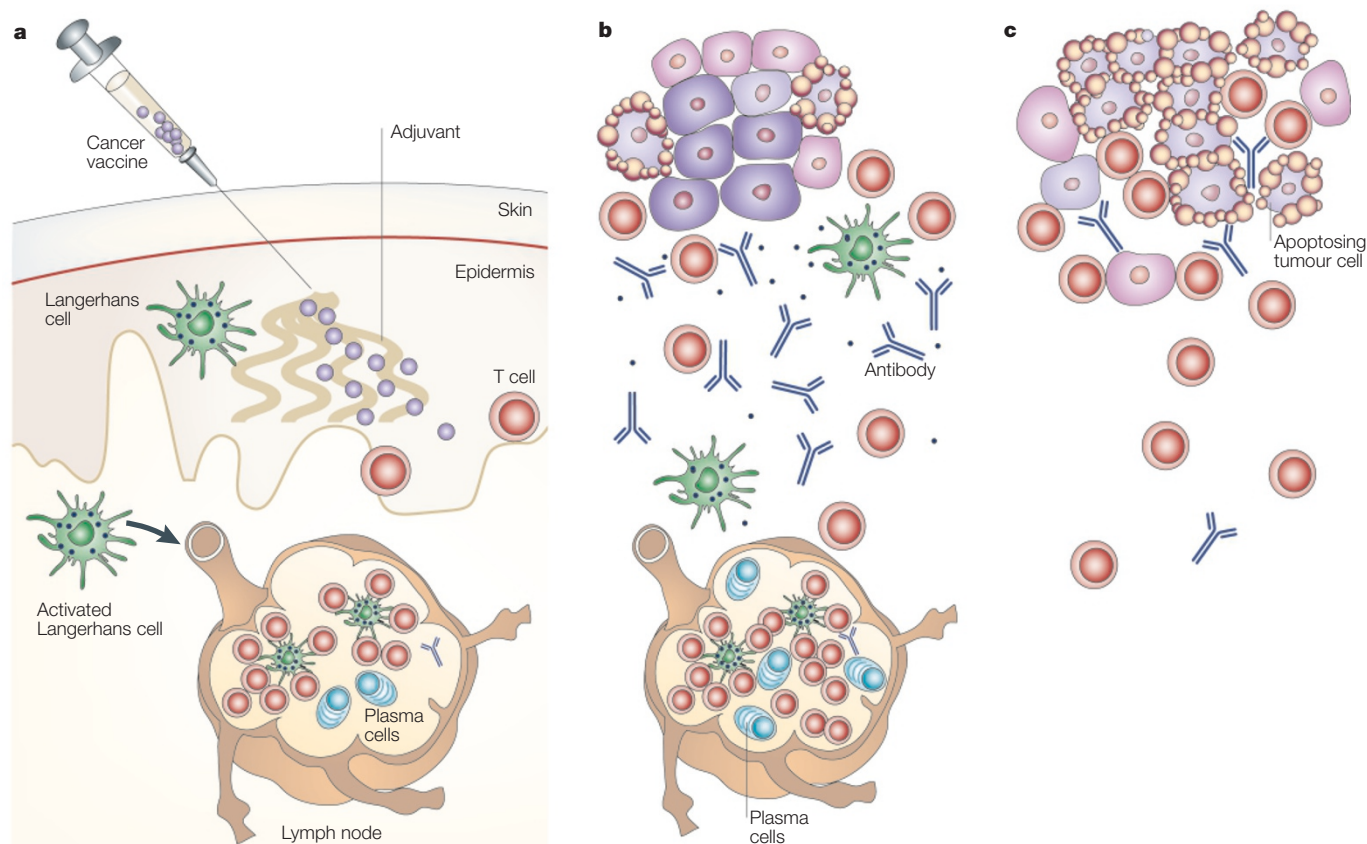 a
Cancer
vaccine
Adjuvant
Skin
Epidermis
Langerhans
cell
T cell
Activated
Langerhans cell
Plasma
cells
Lymph node
b
Antibody
Plasma
cells
c
Apoptosing
tumour cell